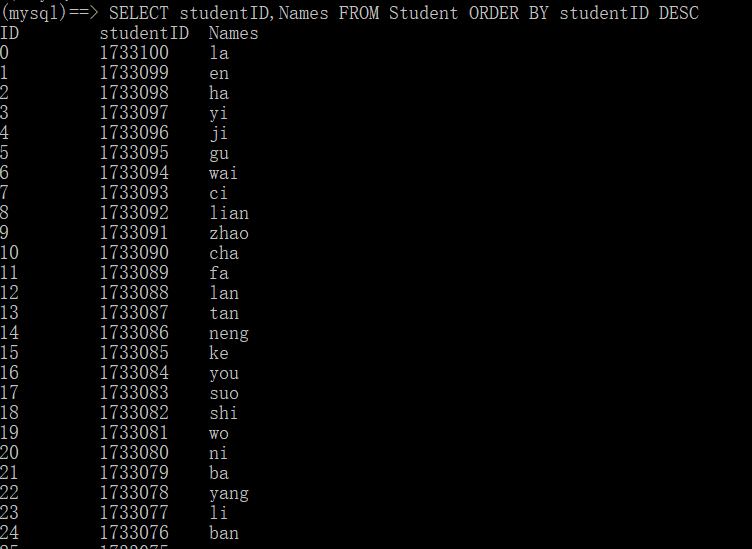 (mysql)==> SELECT studentID,Names FROM Student ORDER BY studentID DESC
ID studentID Names
0 1733100 la
1 1733099 en
2 1733098 ha
3 1733097 yi
4 1733096 ji
5 1733095 gu
6 1733094 wai
7 1733093 ci
8 1733092 lian
9 1733091 zhao
10 1733090 cha
11 1733089 fa
12 1733088 lan
13 1733087 tan
14 1733086 neng
15 1733085 ke
16 1733084 you
17 1733083 suo
18 1733082 shi
19 1733081 wo
20 1733080 ni
21 1733079 ba
22 1733078 yang
23 1733077 li
24 1733076 ban